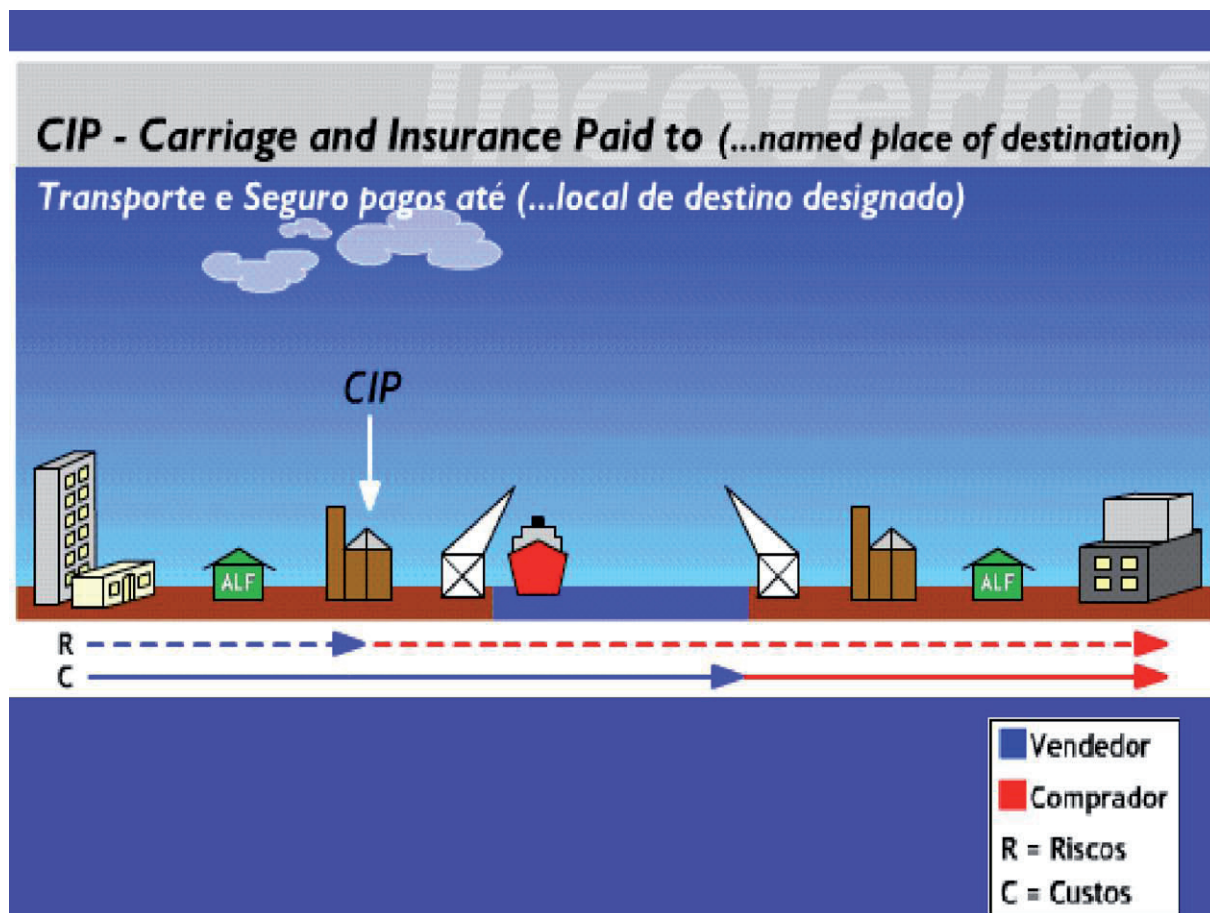 Incoterms
CIP - Carriage and Insurance Paid to (...named place of destination)
Transporte e Seguro pagos até (...local de destino designado)
CIP
ALF
ALF
R
C
Vendedor
Comprador
R = Riscos
C = Custos